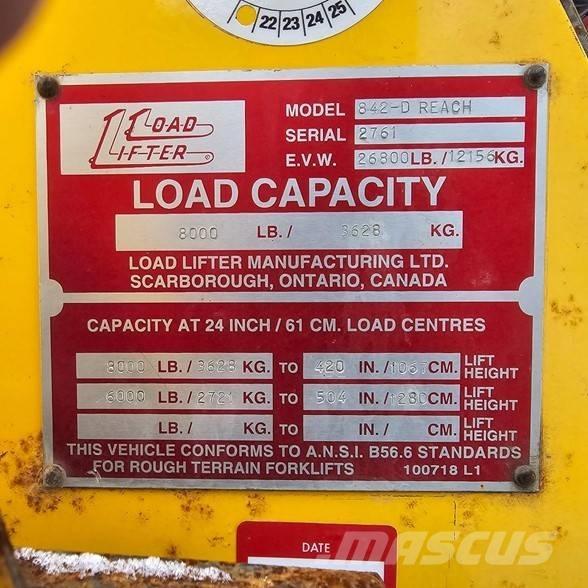 22 23 24 25
LOAD LIFTER
MODEL 842-D REACH
SERIAL 2761
E.V.W. 26800 LB./12156 KG.
LOAD CAPACITY
8000 LB./ 3628 KG.
LOAD LIFTER MANUFACTURING LTD.
SCARBOROUGH, ONTARIO, CANADA
CAPACITY AT 24 INCH / 61 CM. LOAD CENTRES
8000 LB./3628 KG. TO 420 IN./1067 CM. LIFT HEIGHT
6000 LB./2721 KG. TO 504 IN./1280 CM. LIFT HEIGHT
LB./ KG. TO IN./ CM. LIFT HEIGHT
THIS VEHICLE CONFORMS TO A.N.S.I. B56.6 STANDARDS
FOR ROUGH TERRAIN FORKLIFTS 100718 L1
DATE
MASCUS